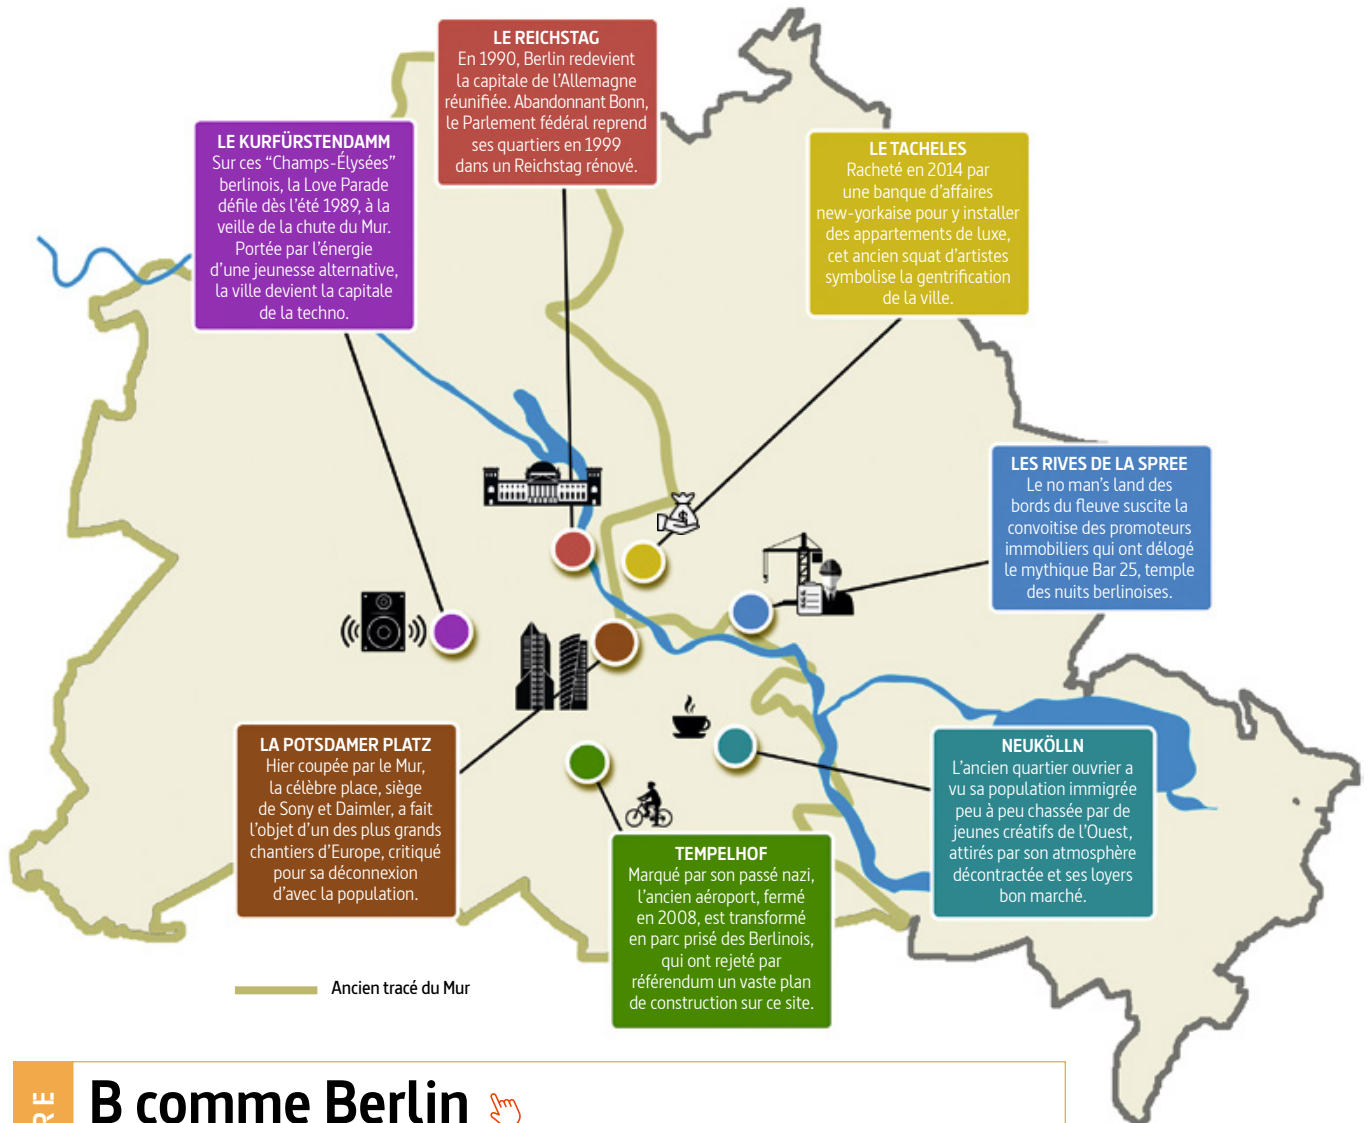 LE REICHSTAG
En 1990, Berlin redevient
la capitale de l'Allemagne
réunifiée. Abandonnant Bonn,
le Parlement fédéral reprend
ses quartiers en 1999
dans un Reichstag rénové.
LE KURFÜRSTENDAMM
Sur ces “Champs-Élysées”
berlinois, la Love Parade
défile dès l'été 1989, à la
veille de la chute du Mur.
Portée par l'énergie
d'une jeunesse alternative,
la ville devient la capitale
de la techno.
LE TACHELES
Racheté en 2014 par
une banque d'affaires
new-yorkaise pour y installer
des appartements de luxe,
cet ancien squat d'artistes
symbolise la gentrification
de la ville.
LES RIVES DE LA SPREE
Le no man's land des
bords du fleuve suscite la
convoitise des promoteurs
immobiliers qui ont délogé
le mythique Bar 25, temple
des nuits berlinoises.
$
LA POTSDAMER PLATZ
Hier coupée par le Mur,
la célèbre place, siège
de Sony et Daimler, a fait
l'objet d'un des plus grands
chantiers d'Europe, critiqué
pour sa déconnexion
d'avec la population.
NEUKÖLLN
L'ancien quartier ouvrier a
vu sa population immigrée
peu à peu chassée par de
jeunes créatifs de l'Ouest,
attirés par son atmosphère
décontractée et ses loyers
bon marché.
TEMPELHOF
Marqué par son passé nazi,
l'ancien aéroport, fermé
en 2008, est transformé
en parc prisé des Berlinois,
qui ont rejeté par
référendum un vaste plan
de construction sur ce site.
Ancien tracé du Mur
B comme Berlin